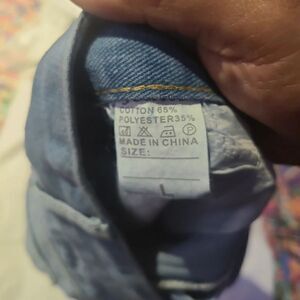 COTTON 65%
POLYESTER35%
P
MADE IN CHINA
SIZE:
L